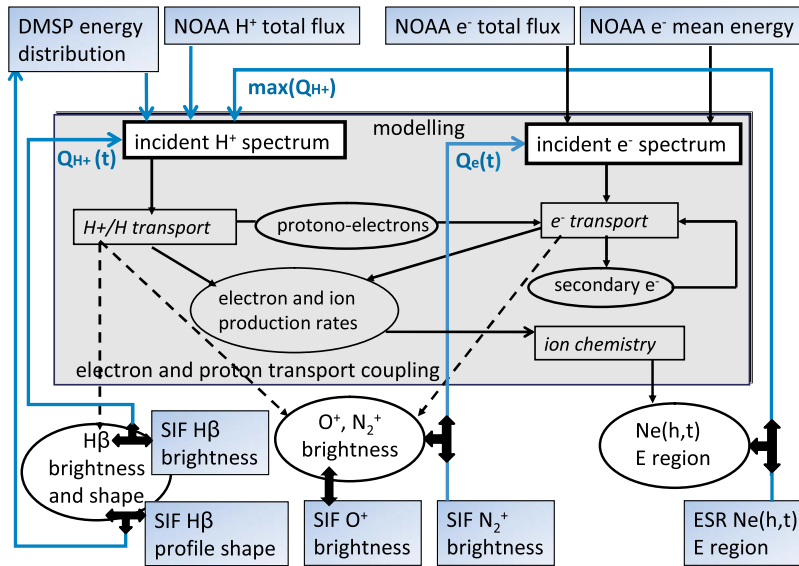 DMSP energy
distribution
NOAA H⁺ total flux
NOAA e⁻ total flux
NOAA e⁻ mean energy
max(Q_H+)
modelling
incident H⁺ spectrum
incident e⁻ spectrum
Q_H+ (t)
Q_e(t)
H+/H transport
protono-electrons
e⁻ transport
electron and ion
production rates
secondary e⁻
ion chemistry
electron and proton transport coupling
Hβ
brightness
and shape
SIF Hβ
brightness
O⁺, N₂⁺
brightness
Ne(h,t)
E region
SIF Hβ
profile shape
SIF O⁺
brightness
SIF N₂⁺
brightness
ESR Ne(h,t)
E region